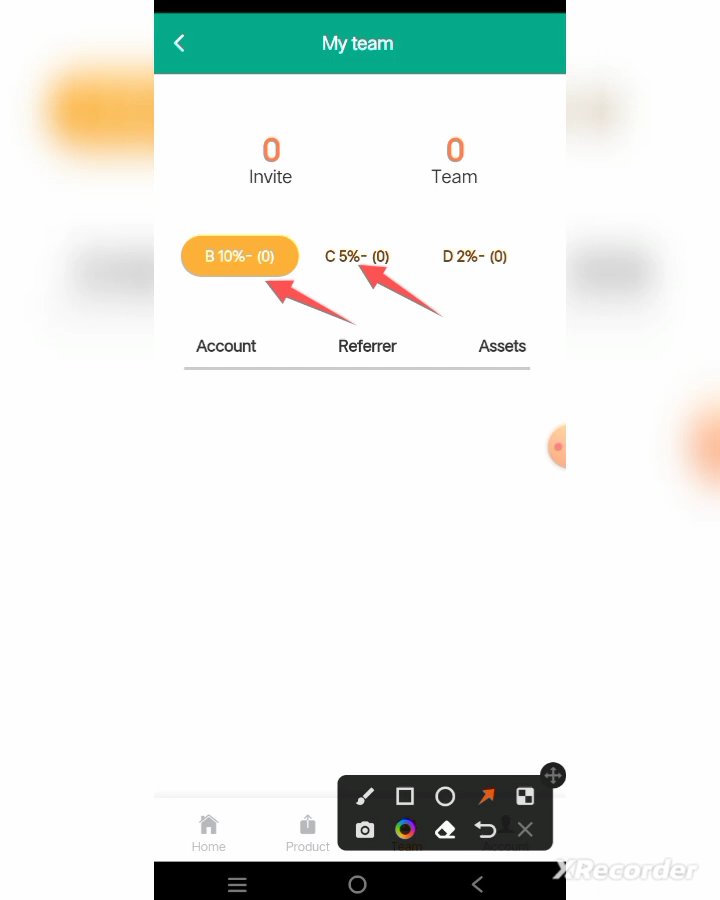 My team
0 0
Invite Team
B 10%- (0) C 5%- (0) D 2%- (0)
Account Referrer Assets
Home Product Team Account
XRecorder